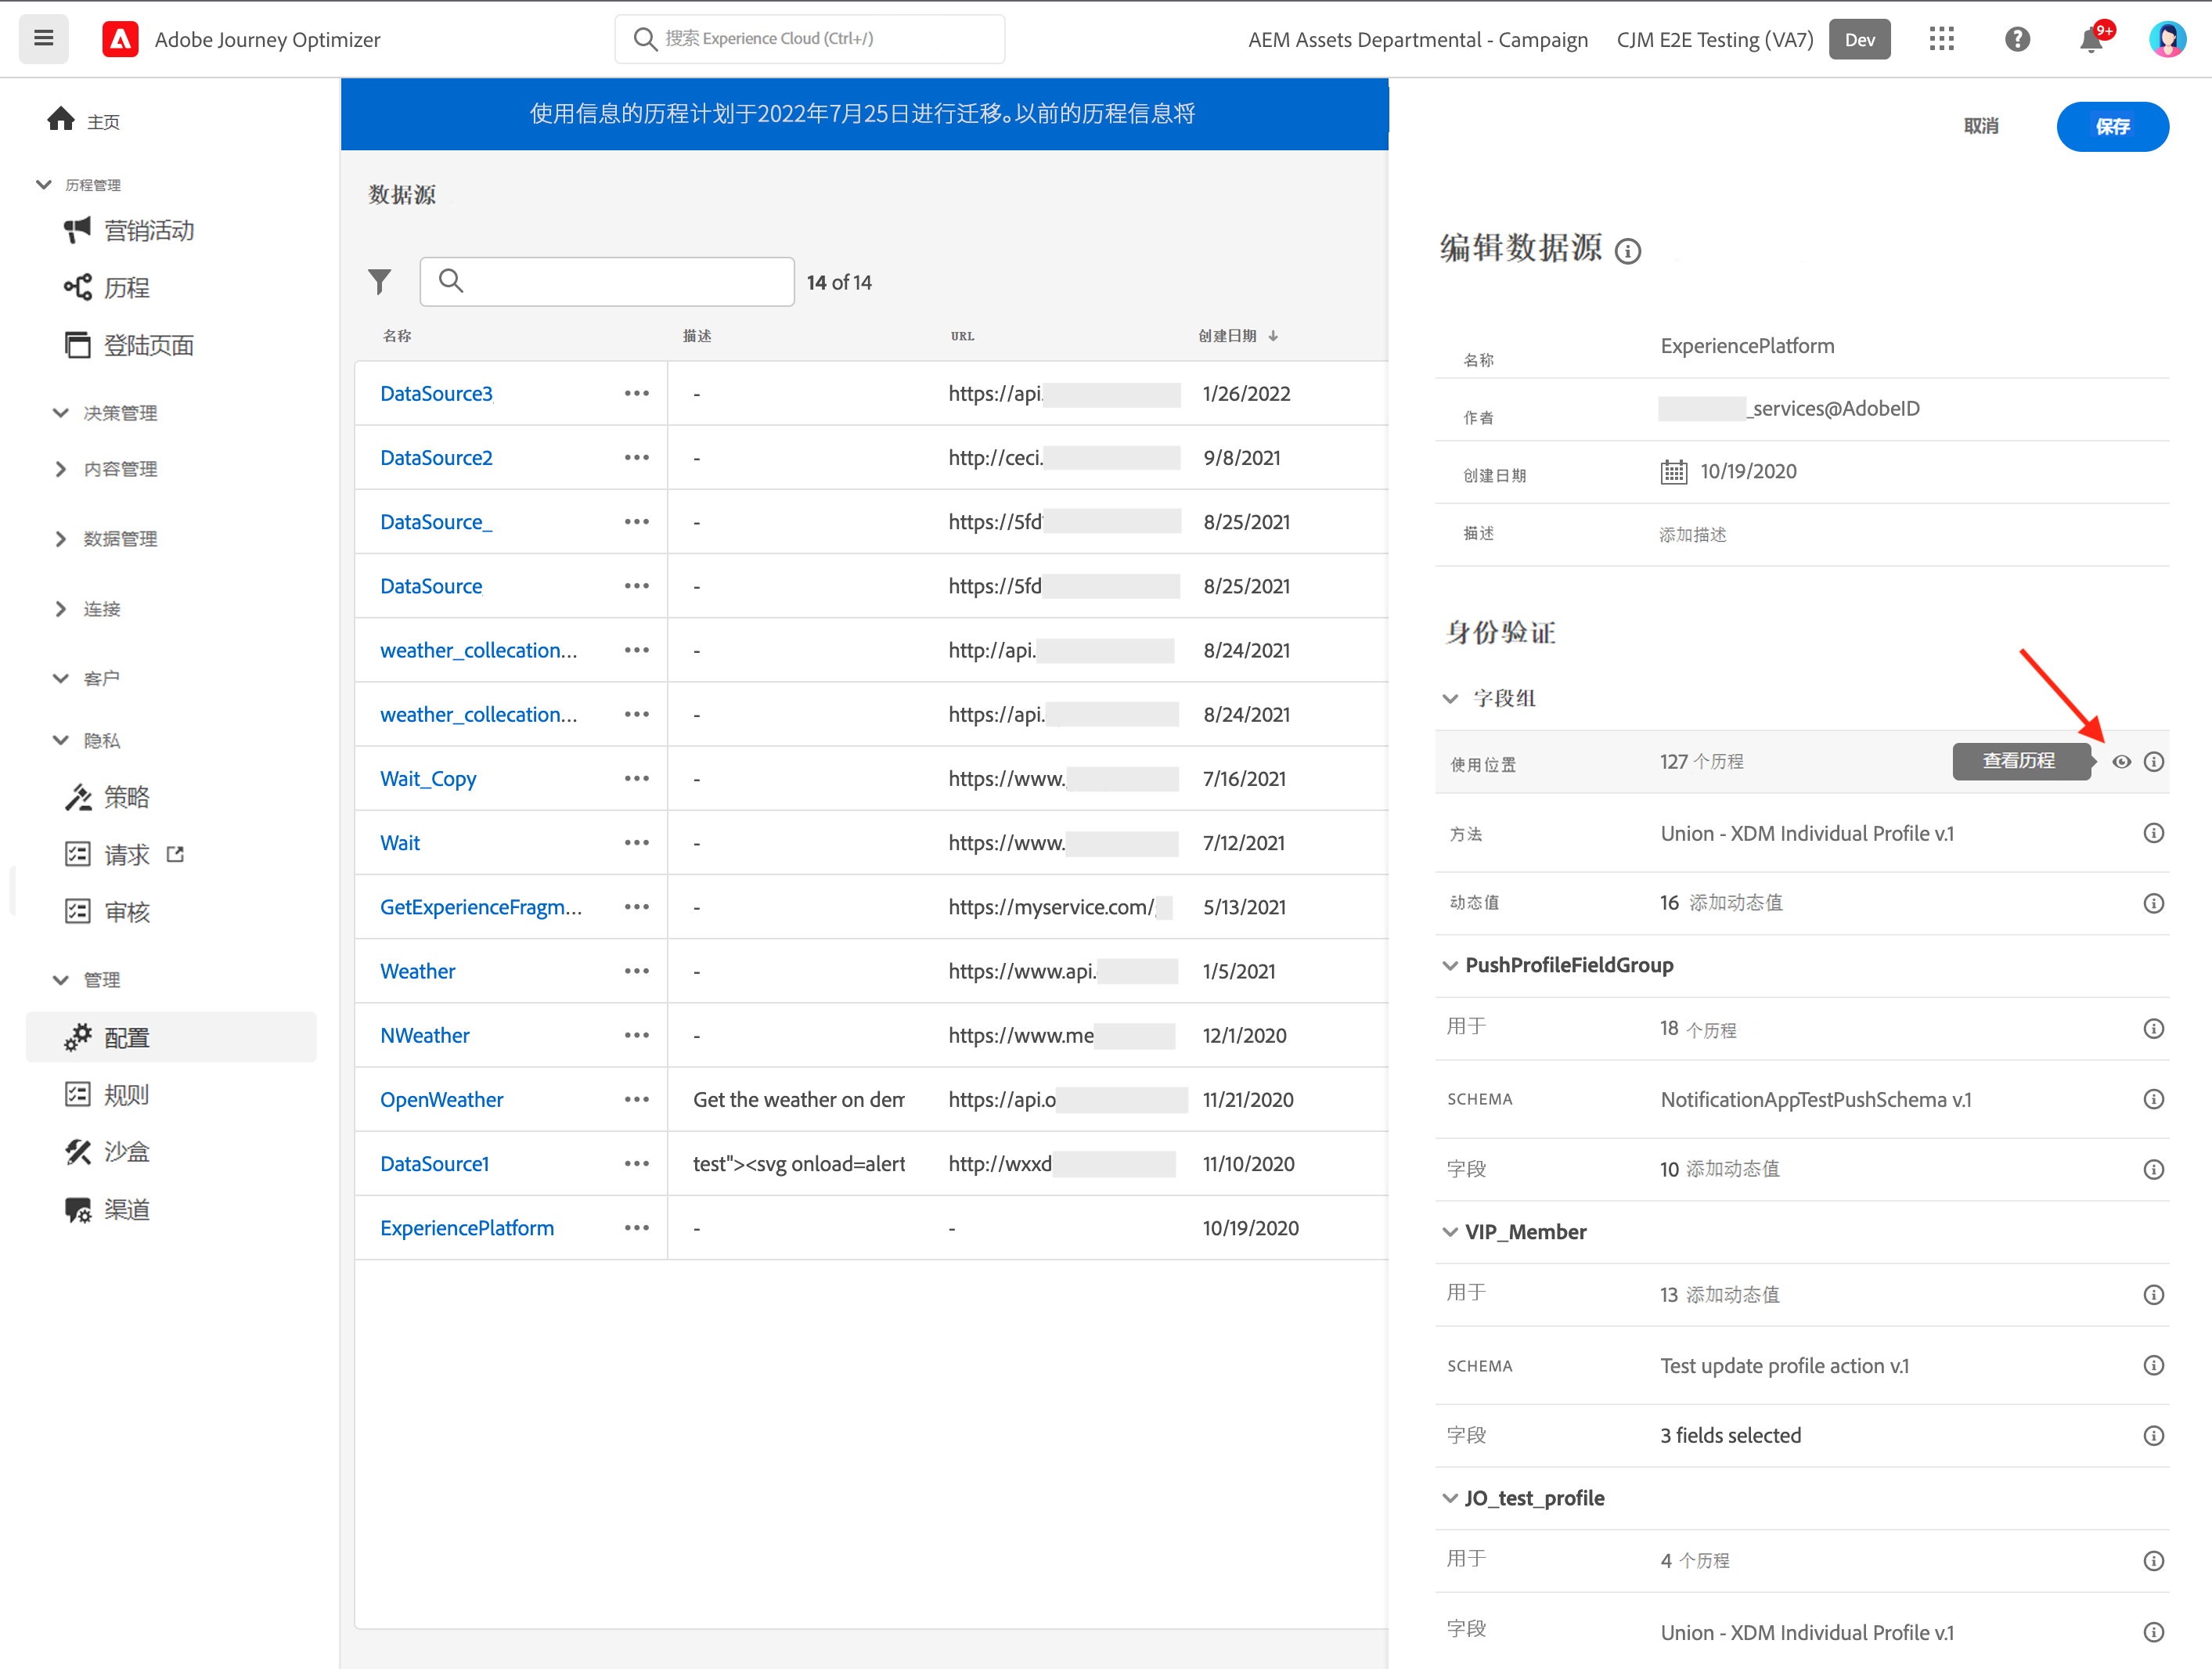 Adobe Journey Optimizer
搜索 Experience Cloud (Ctrl+/)
AEM Assets Departmental - Campaign
CJM E2E Testing (VA7)
Dev
9+
主页
历程管理
营销活动
历程
登陆页面
决策管理
内容管理
数据管理
连接
客户
隐私
策略
请求
审核
管理
配置
规则
沙盒
渠道
使用信息的历程计划于2022年7月25日进行迁移。以前的历程信息将
数据源
14 of 14
名称 描述 URL 创建日期
DataSource3 - https://api. 1/26/2022
DataSource2 - http://ceci. 9/8/2021
DataSource_ - https://5fd 8/25/2021
DataSource - https://5fd 8/25/2021
weather_collecation... - http://api. 8/24/2021
weather_collecation... - https://api. 8/24/2021
Wait_Copy - https://www. 7/16/2021
Wait - https://www. 7/12/2021
GetExperienceFragm... - https://myservice.com/ 5/13/2021
Weather - https://www.api. 1/5/2021
NWeather - https://www.me 12/1/2020
OpenWeather Get the weather on dem https://api.o 11/21/2020
DataSource1 test"><svg onload=alert http://wxxd 11/10/2020
ExperiencePlatform - - 10/19/2020
取消
保存
编辑数据源
名称 ExperiencePlatform
作者 _services@AdobeID
创建日期 10/19/2020
描述 添加描述
身份验证
字段组
使用位置 127 个历程 查看历程
方法 Union - XDM Individual Profile v.1
动态值 16 添加动态值
PushProfileFieldGroup
用于 18 个历程
SCHEMA NotificationAppTestPushSchema v.1
字段 10 添加动态值
VIP_Member
用于 13 添加动态值
SCHEMA Test update profile action v.1
字段 3 fields selected
JO_test_profile
用于 4 个历程
字段 Union - XDM Individual Profile v.1